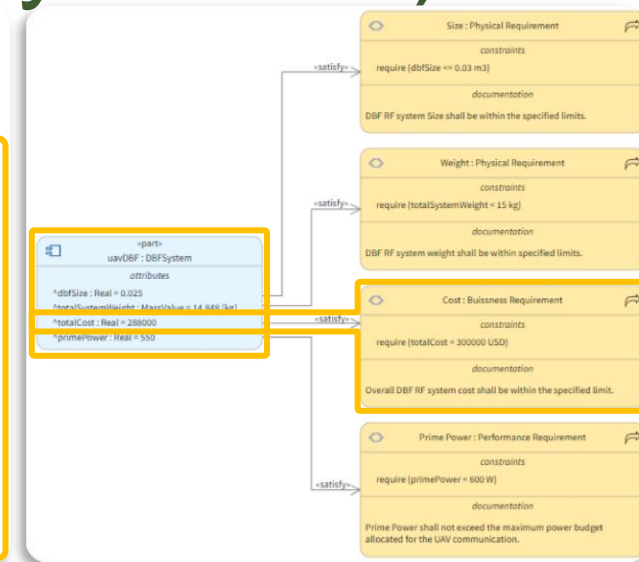 «part»
uavDBF : DBFSystem
attributes
^dbfSize : Real = 0.025
^totalSystemWeight : MassValue = 14.848 [kg]
^totalCost : Real = 288000
^primePower : Real = 550
«satisfy»
Size : Physical Requirement
constraints
require {dbfSize <= 0.03 m3}
documentation
DBF RF system Size shall be within the specified limits.
«satisfy»
Weight : Physical Requirement
constraints
require {totalSystemWeight < 15 kg}
documentation
DBF RF system weight shall be within specified limits.
«satisfy»
Cost : Buissness Requirement
constraints
require {totalCost < 300000 USD}
documentation
Overall DBF RF system cost shall be within the specified limit.
«satisfy»
Prime Power : Performance Requirement
constraints
require {primePower < 600 W}
documentation
Prime Power shall not exceed the maximum power budget
allocated for the UAV communication.